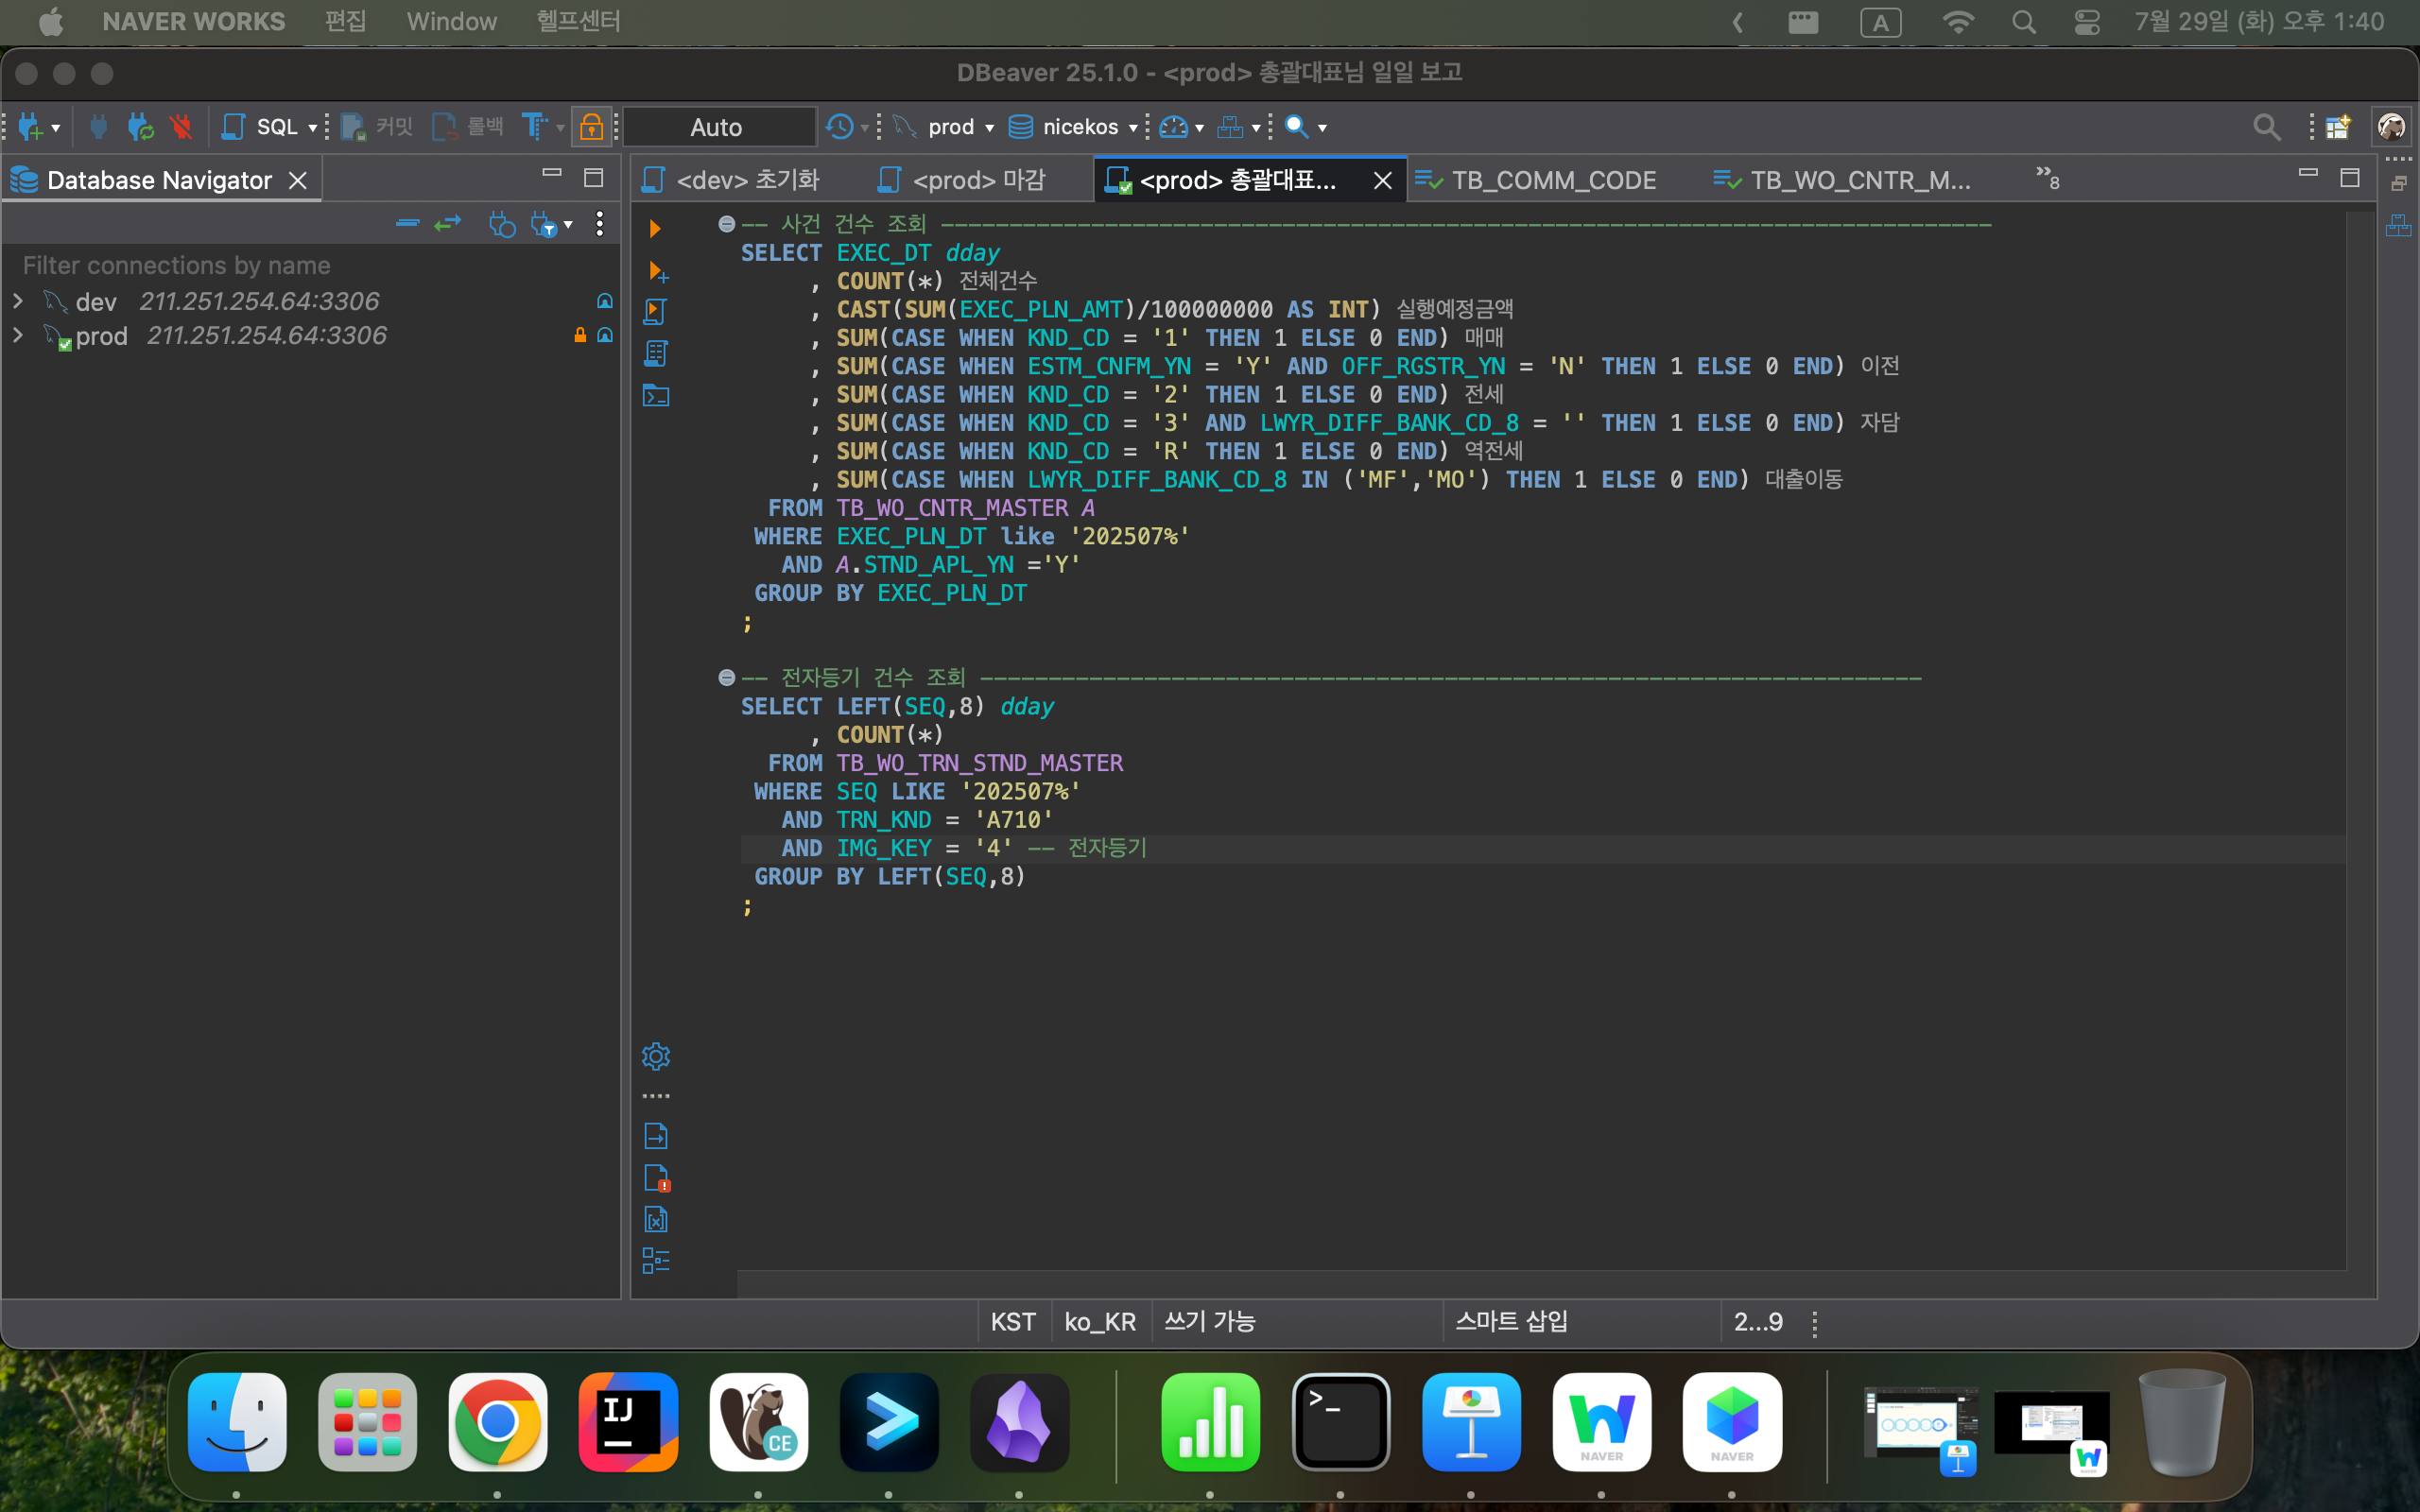 NAVER WORKS 편집 Window 헬프센터 A 7월 29일 (화) 오후 1:40
DBeaver 25.1.0 - <prod> 총괄대표님 일일 보고
SQL 커밋 롤백 Auto prod nicekos
Database Navigator
<dev> 초기화 <prod> 마감 <prod> 총괄대표... TB_COMM_CODE TB_WO_CNTR_M... »8
Filter connections by name
dev 211.251.254.64:3306
prod 211.251.254.64:3306
-- 사건 건수 조회 -----------------------------------------------------------------------------
SELECT EXEC_DT dday
, COUNT(*) 전체건수
, CAST(SUM(EXEC_PLN_AMT)/100000000 AS INT) 실행예정금액
, SUM(CASE WHEN KND_CD = '1' THEN 1 ELSE 0 END) 매매
, SUM(CASE WHEN ESTM_CNFM_YN = 'Y' AND OFF_RGSTR_YN = 'N' THEN 1 ELSE 0 END) 이전
, SUM(CASE WHEN KND_CD = '2' THEN 1 ELSE 0 END) 전세
, SUM(CASE WHEN KND_CD = '3' AND LWYR_DIFF_BANK_CD_8 = '' THEN 1 ELSE 0 END) 자담
, SUM(CASE WHEN KND_CD = 'R' THEN 1 ELSE 0 END) 역전세
, SUM(CASE WHEN LWYR_DIFF_BANK_CD_8 IN ('MF','MO') THEN 1 ELSE 0 END) 대출이동
FROM TB_WO_CNTR_MASTER A
WHERE EXEC_PLN_DT like '202507%'
AND A.STND_APL_YN ='Y'
GROUP BY EXEC_PLN_DT
;
-- 전자등기 건수 조회 ---------------------------------------------------------------------
SELECT LEFT(SEQ,8) dday
, COUNT(*)
FROM TB_WO_TRN_STND_MASTER
WHERE SEQ LIKE '202507%'
AND TRN_KND = 'A710'
AND IMG_KEY = '4' -- 전자등기
GROUP BY LEFT(SEQ,8)
;
KST ko_KR 쓰기 가능 스마트 삽입 2...9
IJ CE >_ NAVER NAVER